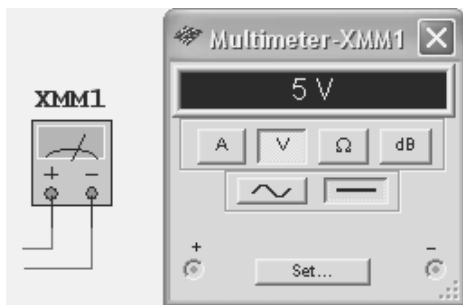 Multimeter-XMM1
5 V
XMM1
A V Ω dB
+ −
+ −
Set...